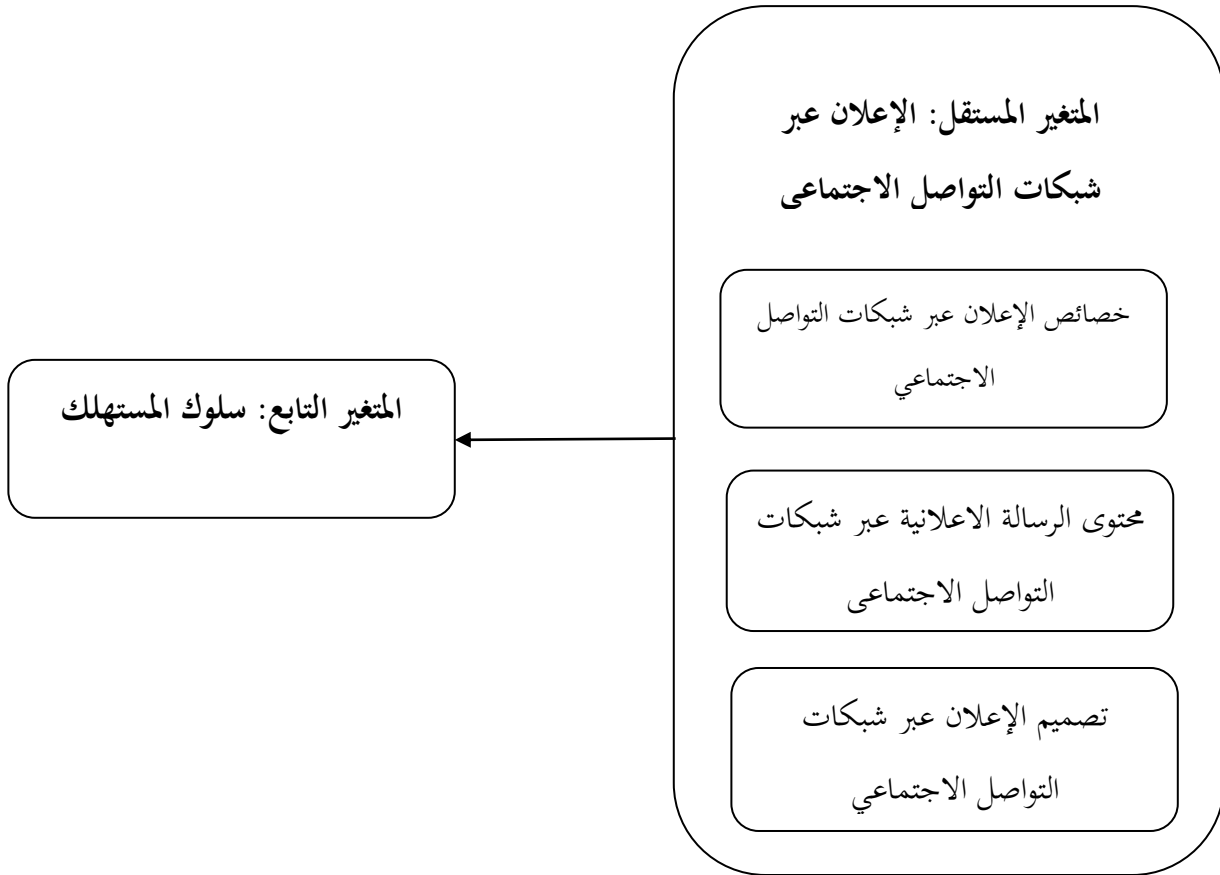 المتغير المستقل: الإعلان عبر
شبكات التواصل الاجتماعى
خصائص الإعلان عبر شبكات التواصل
الاجتماعي
محتوى الرسالة الاعلانية عبر شبكات
التواصل الاجتماعى
تصميم الإعلان عبر شبكات
التواصل الاجتماعي
المتغير التابع: سلوك المستهلك